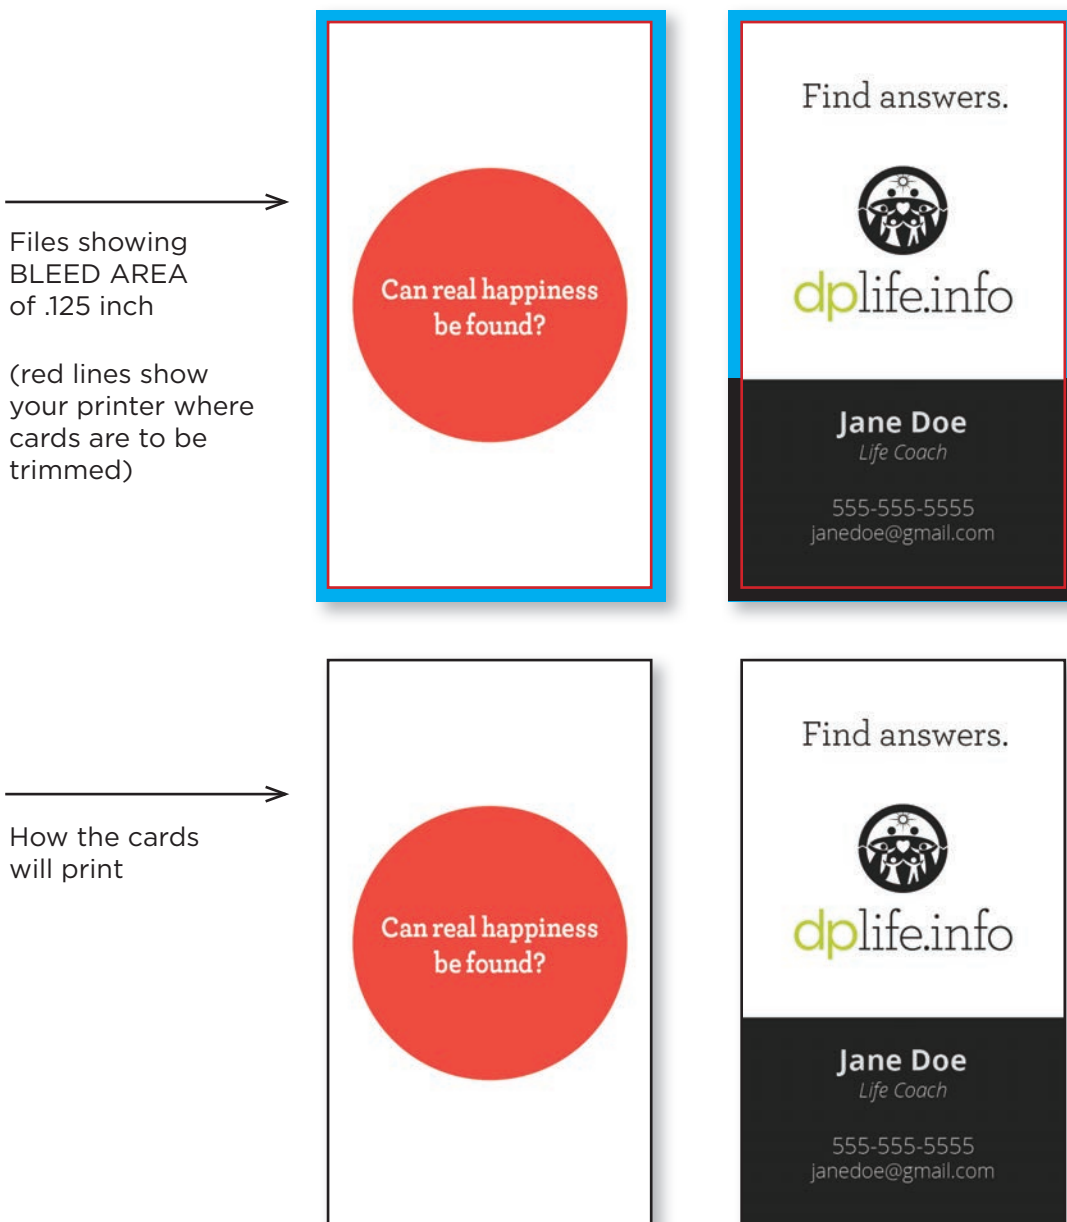 Files showing
BLEED AREA
of .125 inch
(red lines show
your printer where
cards are to be
trimmed)
Can real happiness
be found?
Find answers.
dplife.info
Jane Doe
Life Coach
555-555-5555
janedoe@gmail.com
How the cards
will print
Can real happiness
be found?
Find answers.
dplife.info
Jane Doe
Life Coach
555-555-5555
janedoe@gmail.com